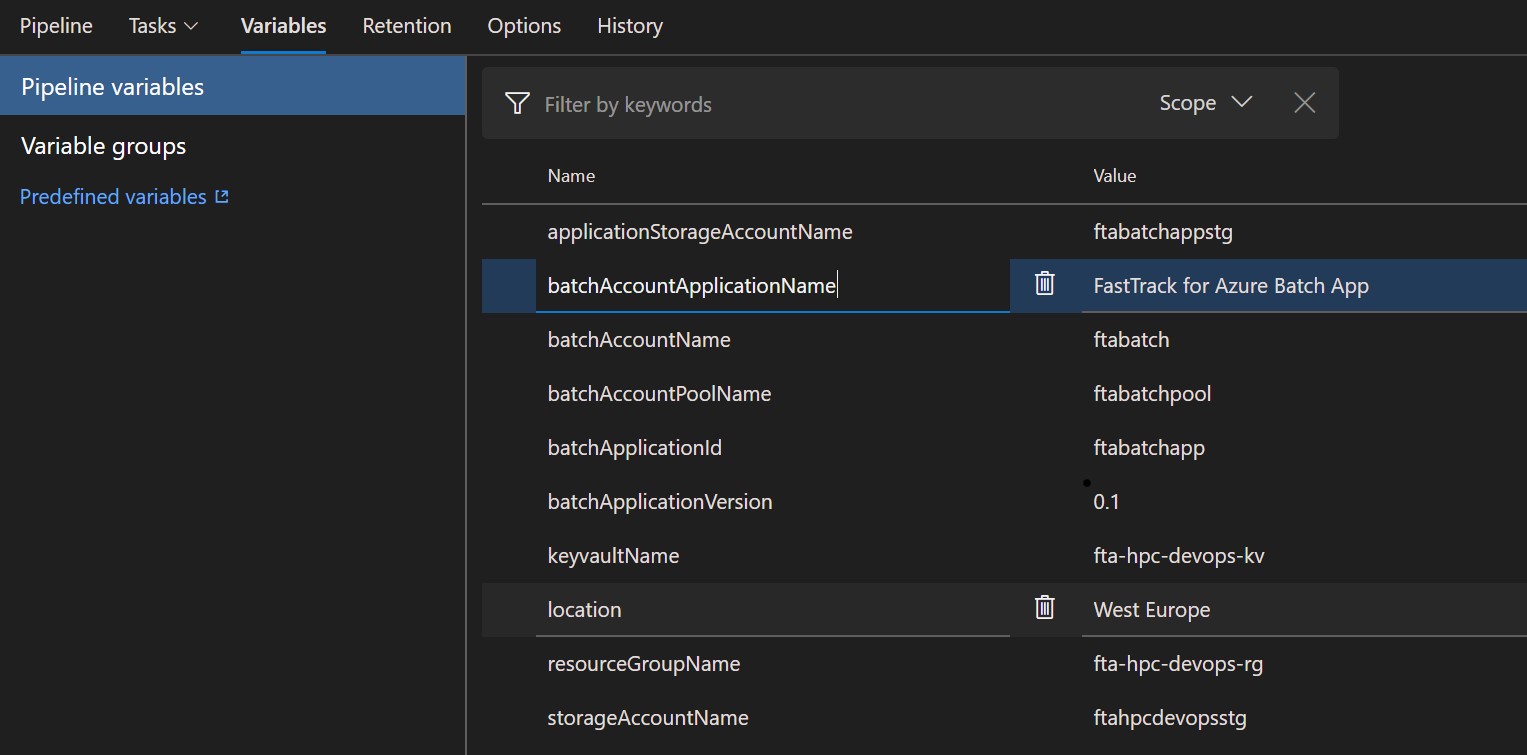 Pipeline Tasks Variables Retention Options History
Pipeline variables
Variable groups
Predefined variables
Filter by keywords Scope
Name Value
applicationStorageAccountName ftabatchappstg
batchAccountApplicationName FastTrack for Azure Batch App
batchAccountName ftabatch
batchAccountPoolName ftabatchpool
batchApplicationId ftabatchapp
batchApplicationVersion 0.1
keyvaultName fta-hpc-devops-kv
location West Europe
resourceGroupName fta-hpc-devops-rg
storageAccountName ftahpcdevopsstg